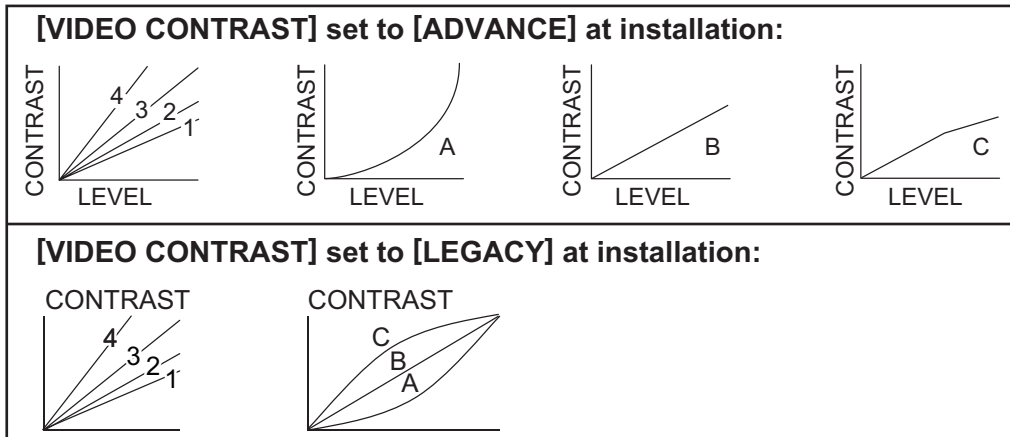 [VIDEO CONTRAST] set to [ADVANCE] at installation:
CONTRAST
4
3
2
1
LEVEL
CONTRAST
A
LEVEL
CONTRAST
B
LEVEL
CONTRAST
C
LEVEL
[VIDEO CONTRAST] set to [LEGACY] at installation:
CONTRAST
4
3
2
1
CONTRAST
C
B
A